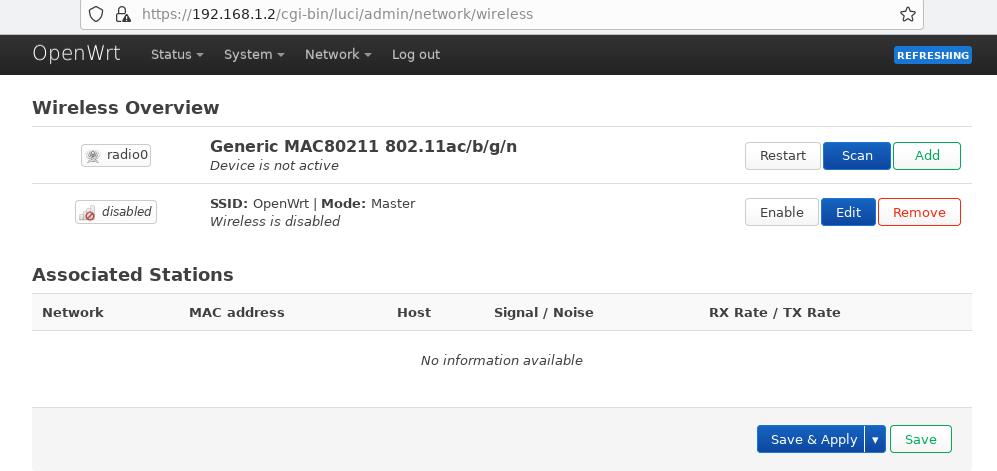 https://192.168.1.2/cgi-bin/luci/admin/network/wireless
OpenWrt Status System Network Log out REFRESHING
Wireless Overview
radio0 Generic MAC80211 802.11ac/b/g/n Restart Scan Add
Device is not active
disabled SSID: OpenWrt | Mode: Master Enable Edit Remove
Wireless is disabled
Associated Stations
Network MAC address Host Signal / Noise RX Rate / TX Rate
No information available
Save & Apply Save